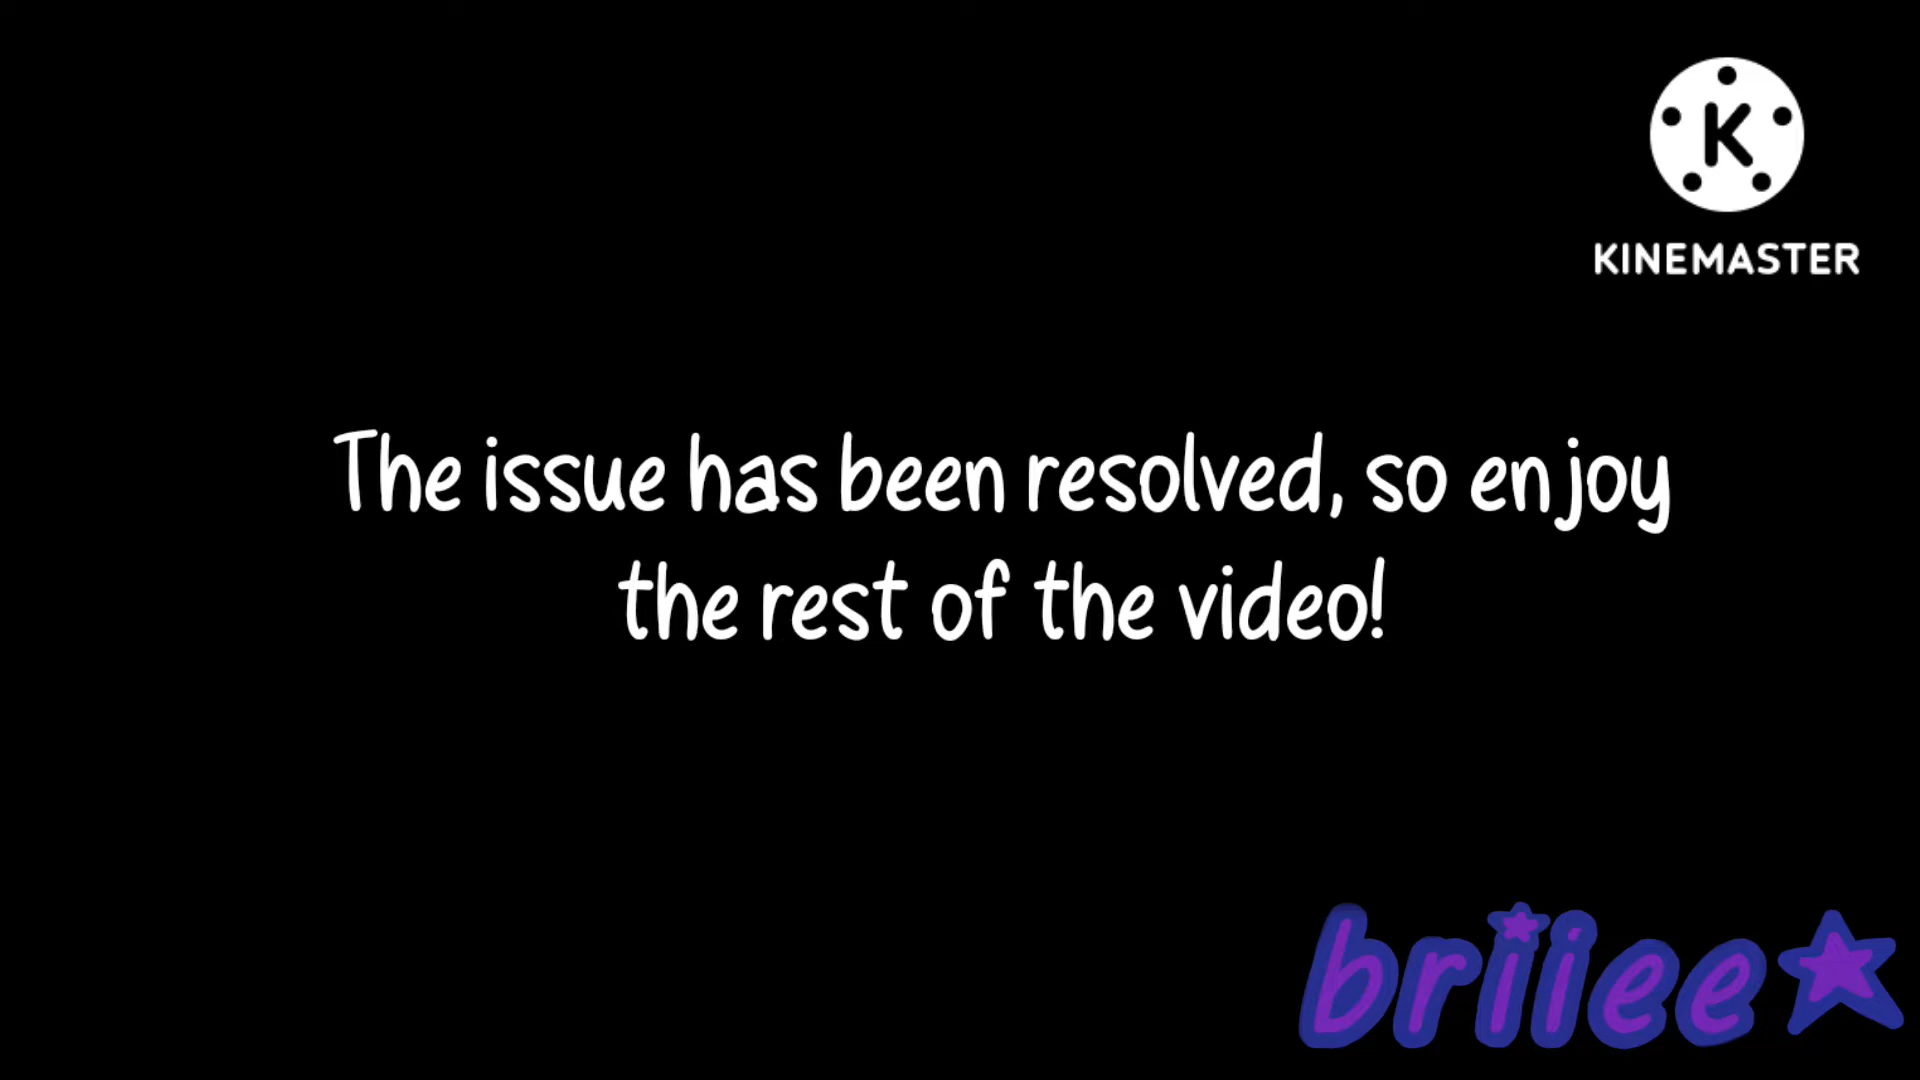 K
KINEMASTER
The issue has been resolved, so enjoy
the rest of the video!
briiee